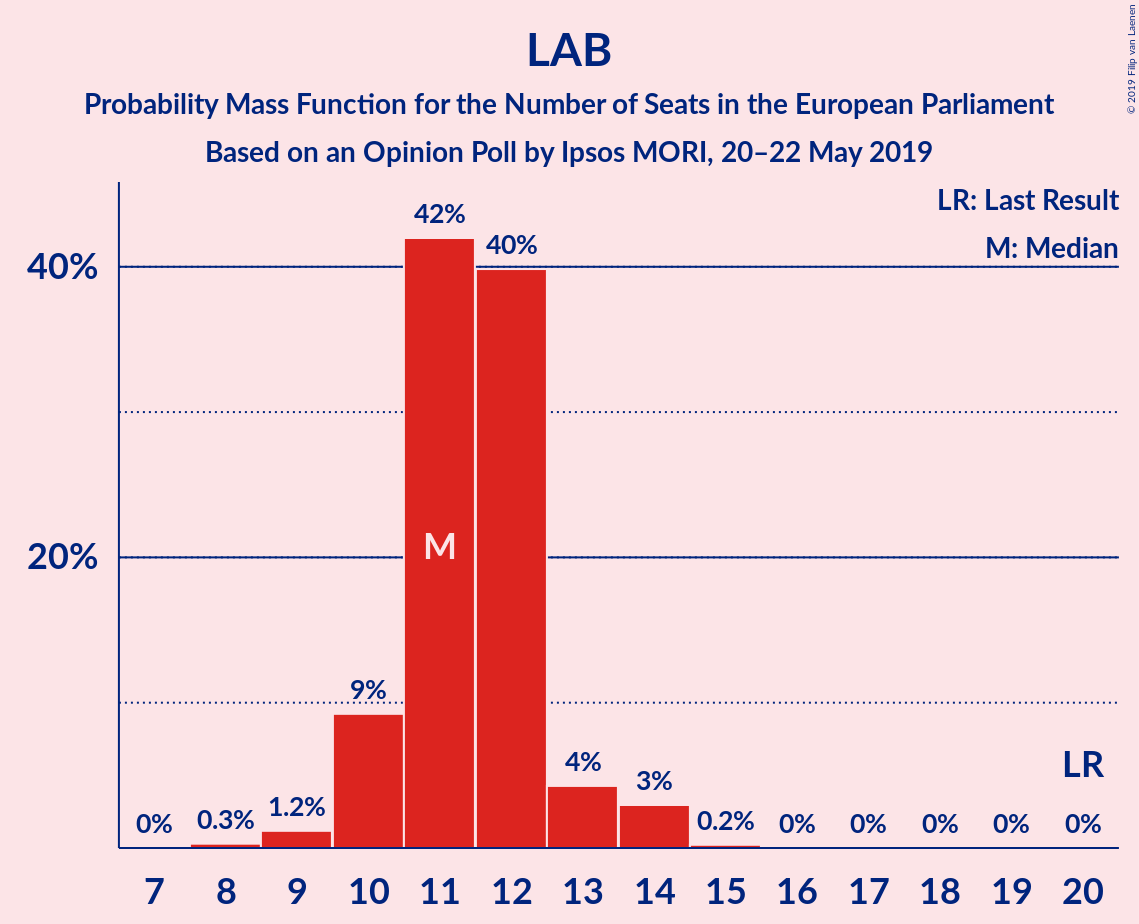 LAB
Probability Mass Function for the Number of Seats in the European Parliament
Based on an Opinion Poll by Ipsos MORI, 20–22 May 2019
© 2019 Filip van Laenen
LR: Last Result
M: Median
40%
20%
0%
0.3%
1.2%
9%
42%
40%
4%
3%
0.2%
0%
0%
0%
0%
0%
M
LR
7 8 9 10 11 12 13 14 15 16 17 18 19 20